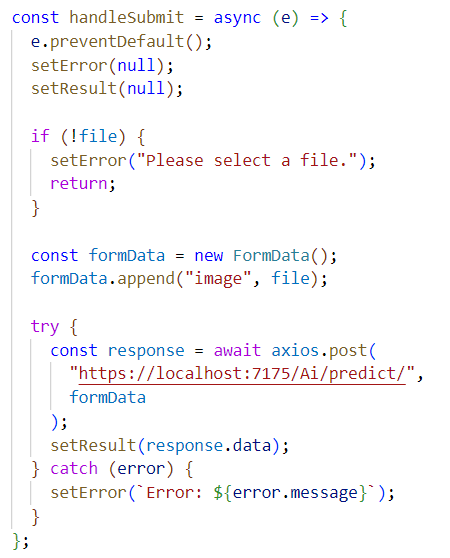 const handleSubmit = async (e) => {
  e.preventDefault();
  setError(null);
  setResult(null);

  if (!file) {
    setError("Please select a file.");
    return;
  }

  const formData = new FormData();
  formData.append("image", file);

  try {
    const response = await axios.post(
      "https://localhost:7175/Ai/predict/",
      formData
    );
    setResult(response.data);
  } catch (error) {
    setError(`Error: ${error.message}`);
  }
};